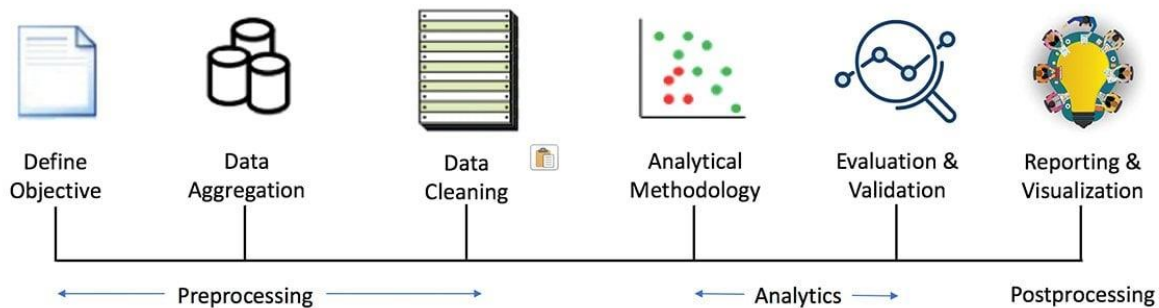 Define
Objective
Data
Aggregation
Data
Cleaning
Analytical
Methodology
Evaluation &
Validation
Reporting &
Visualization
Preprocessing
Analytics
Postprocessing